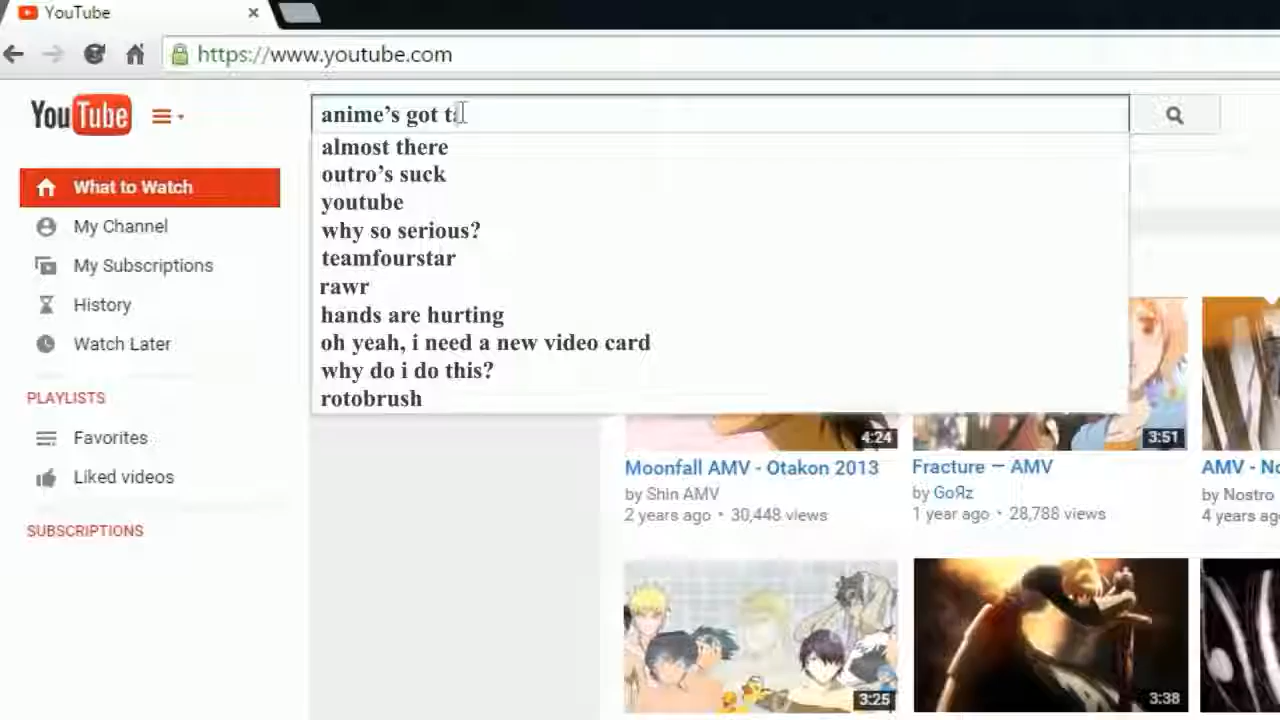 YouTube
https://www.youtube.com
YouTube
anime’s got t
almost there
outro’s suck
youtube
why so serious?
teamfourstar
rawr
hands are hurting
oh yeah, i need a new video card
why do i do this?
rotobrush
What to Watch
My Channel
My Subscriptions
History
Watch Later
PLAYLISTS
Favorites
Liked videos
SUBSCRIPTIONS
4:24
3:51
Moonfall AMV - Otakon 2013
Fracture — AMV
AMV - No
by Shin AMV
by GoЯz
by Nostro
2 years ago • 30,448 views
1 year ago • 28,788 views
4 years ag
3:25
3:38